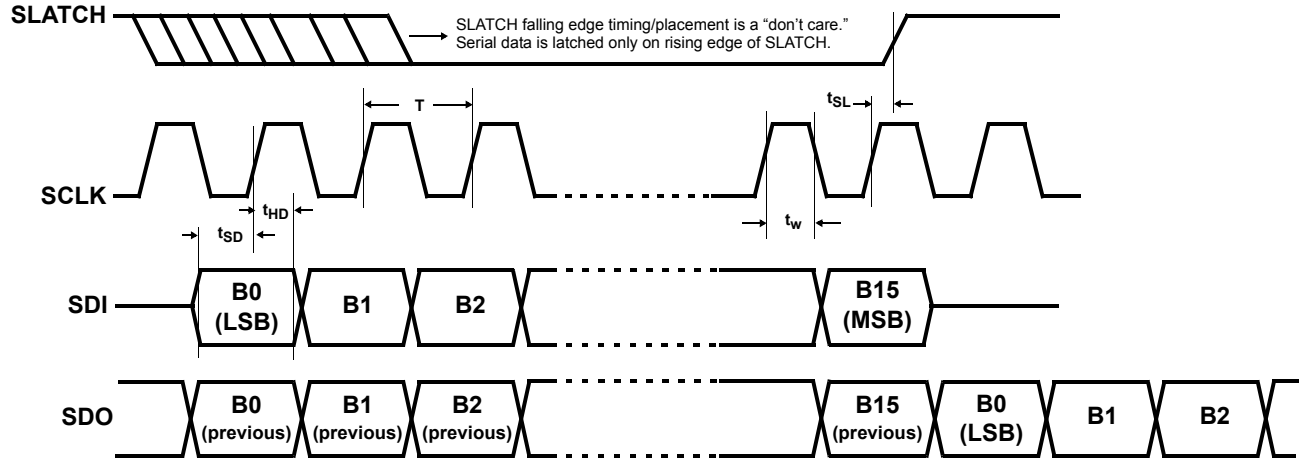 SLATCH
SLATCH falling edge timing/placement is a “don’t care.”
Serial data is latched only on rising edge of SLATCH.
T
tSL
SCLK
tHD
tSD
tw
SDI
B0
(LSB)
B1
B2
B15
(MSB)
SDO
B0
(previous)
B1
(previous)
B2
(previous)
B15
(previous)
B0
(LSB)
B1
B2